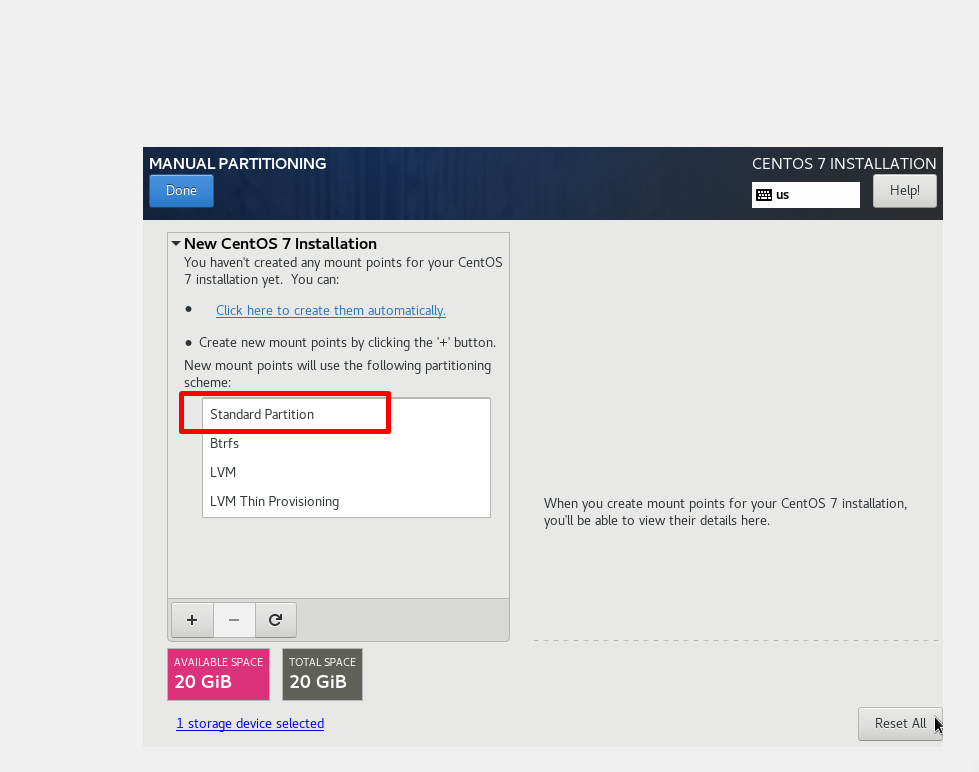 MANUAL PARTITIONING
CENTOS 7 INSTALLATION
Done
us
Help!
New CentOS 7 Installation
You haven't created any mount points for your CentOS
7 installation yet.  You can:
Click here to create them automatically.
Create new mount points by clicking the '+' button.
New mount points will use the following partitioning
scheme:
Standard Partition
Btrfs
LVM
LVM Thin Provisioning
When you create mount points for your CentOS 7 installation,
you'll be able to view their details here.
AVAILABLE SPACE
20 GiB
TOTAL SPACE
20 GiB
1 storage device selected
Reset All